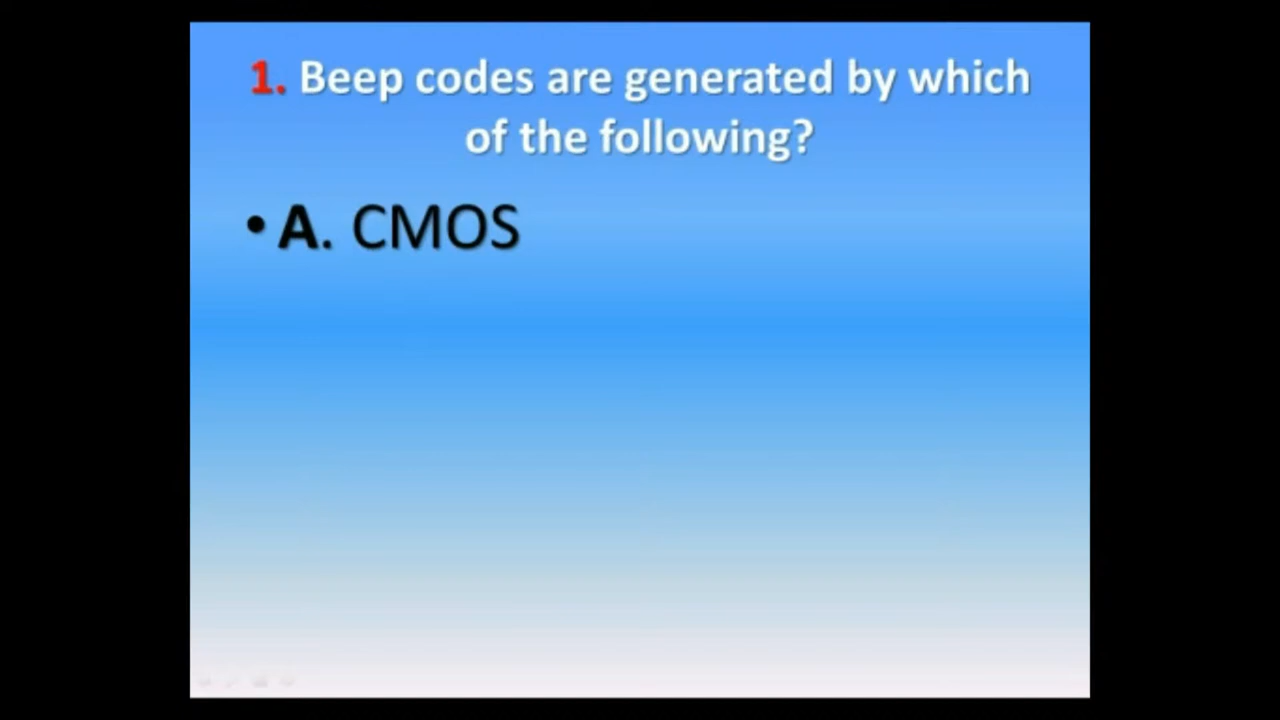 1. Beep codes are generated by which
of the following?
• A. CMOS